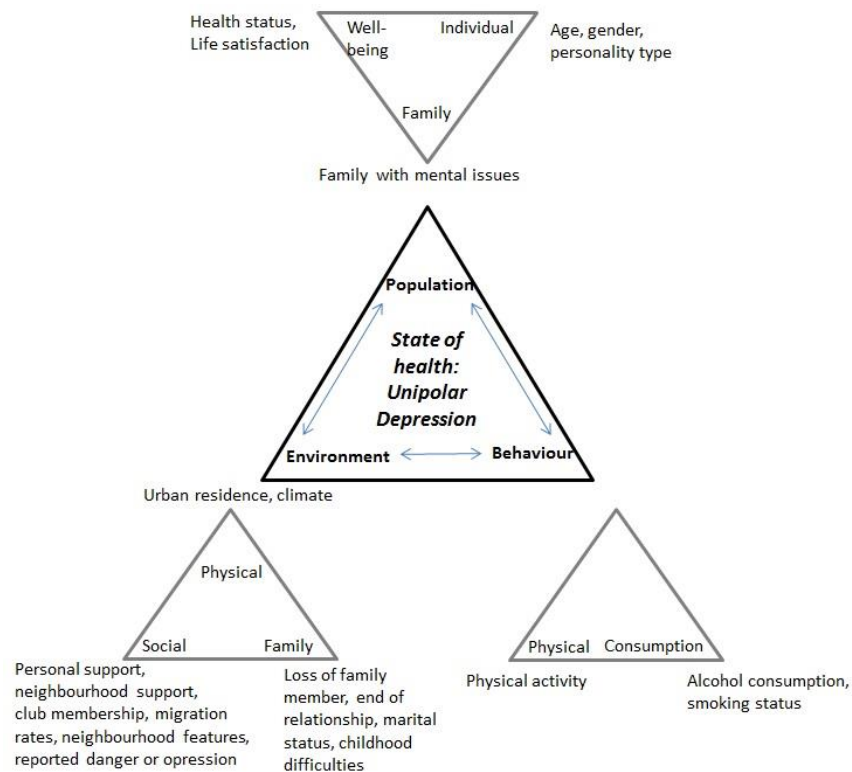 Health status,
Life satisfaction
Well-
being
Individual
Age, gender,
personality type
Family
Family with mental issues
Population
State of
health:
Unipolar
Depression
Environment
Behaviour
Urban residence, climate
Physical
Social
Family
Physical
Consumption
Personal support,
neighbourhood support,
club membership, migration
rates, neighbourhood features,
reported danger or opression
Loss of family
member, end of
relationship, marital
status, childhood
difficulties
Physical activity
Alcohol consumption,
smoking status